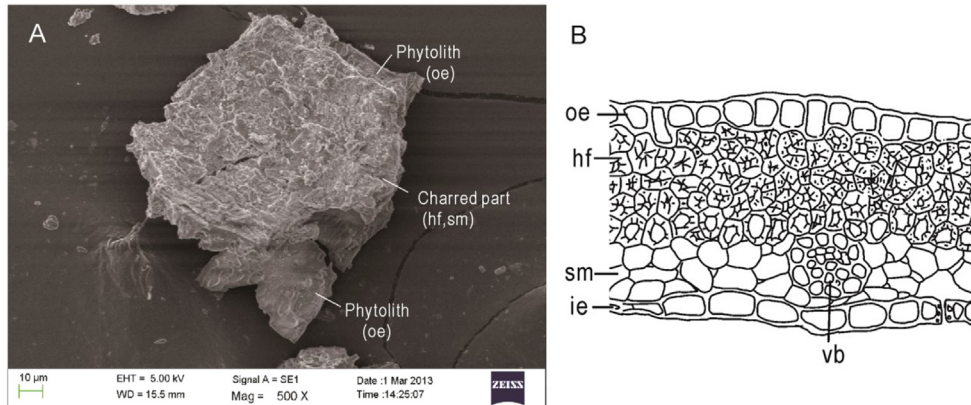 A
Phytolith
(oe)
Charred part
(hf,sm)
Phytolith
(oe)
10 µm
EHT = 5.00 kV
WD = 15.5 mm
Signal A = SE1
Mag = 500 X
Date :1 Mar 2013
Time :14:25:07
ZEISS
B
oe
hf
sm
ie
vb